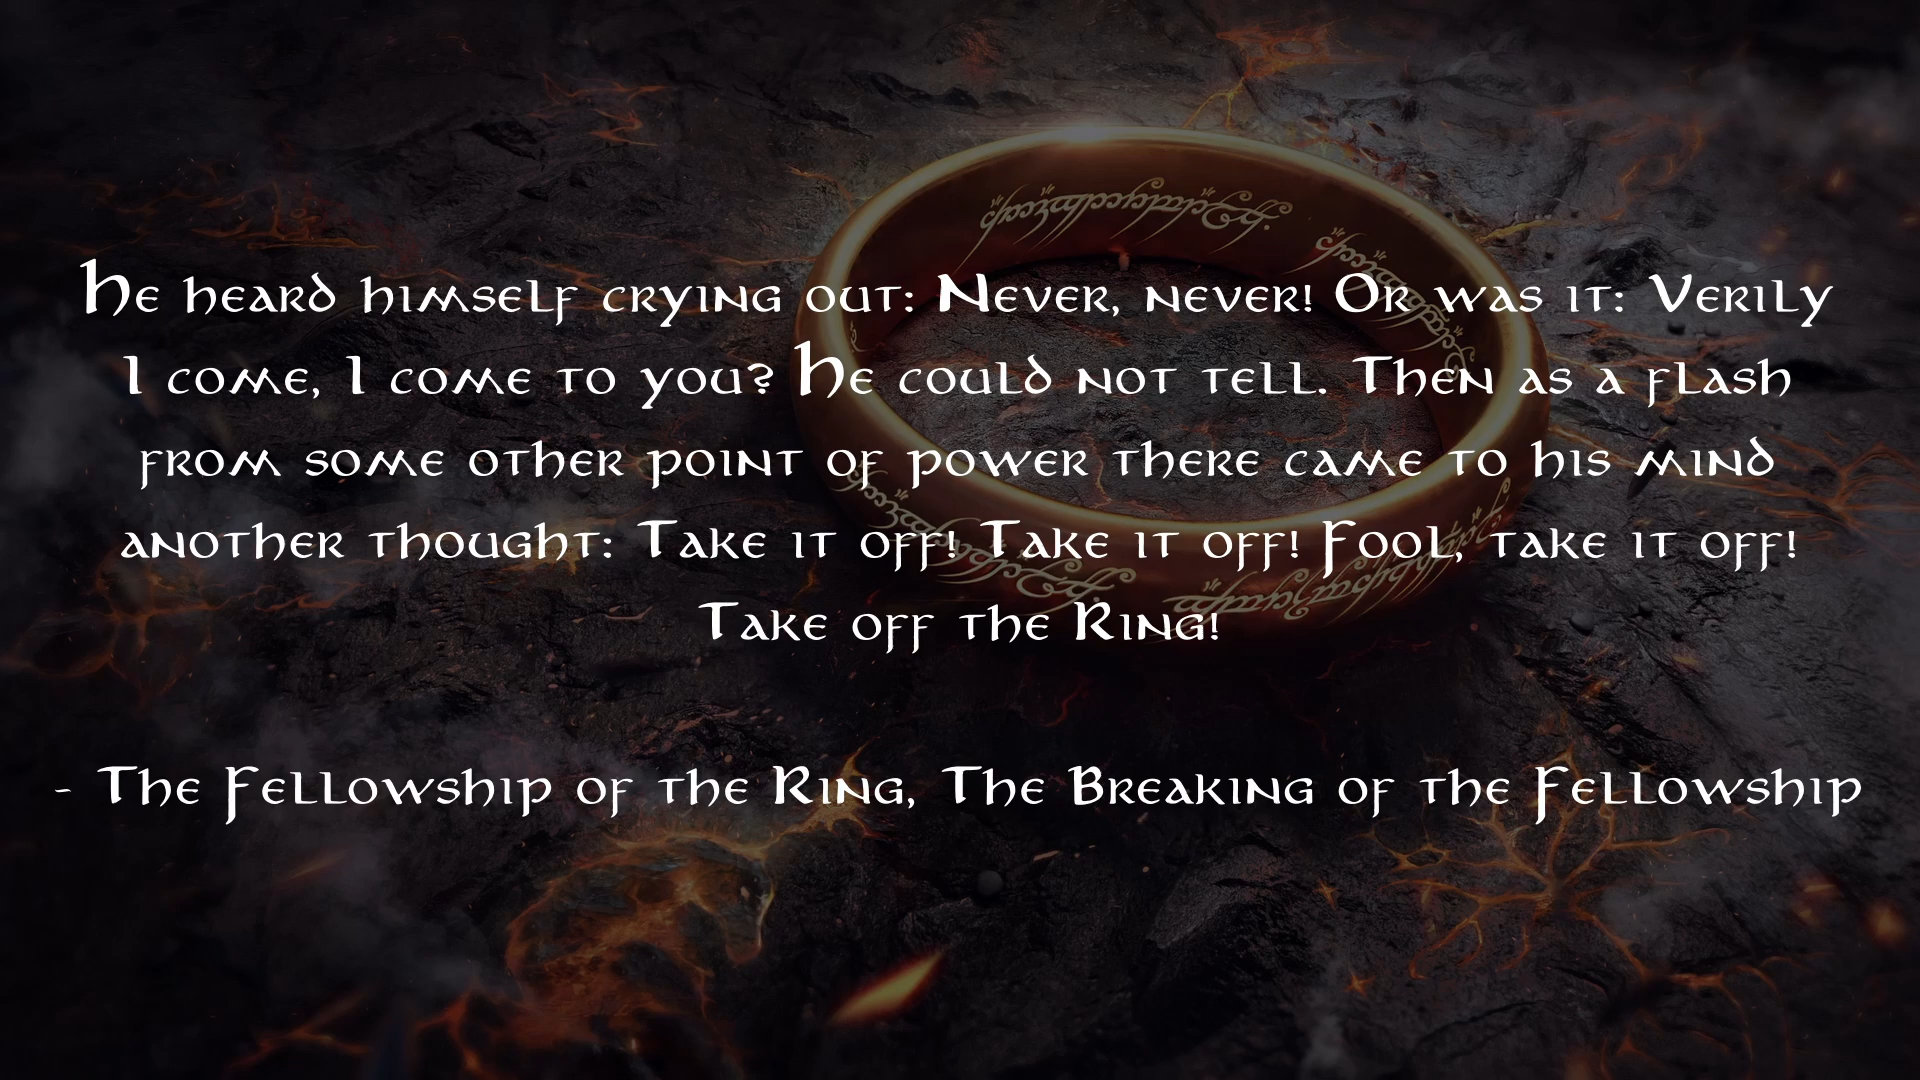 He heard himself crying out: Never, never! Or was it: Verily
I come, I come to you? He could not tell. Then as a flash
from some other point of power there came to his mind
another thought: Take it off! Take it off! Fool, take it off!
Take off the Ring!
- The Fellowship of the Ring, The Breaking of the Fellowship